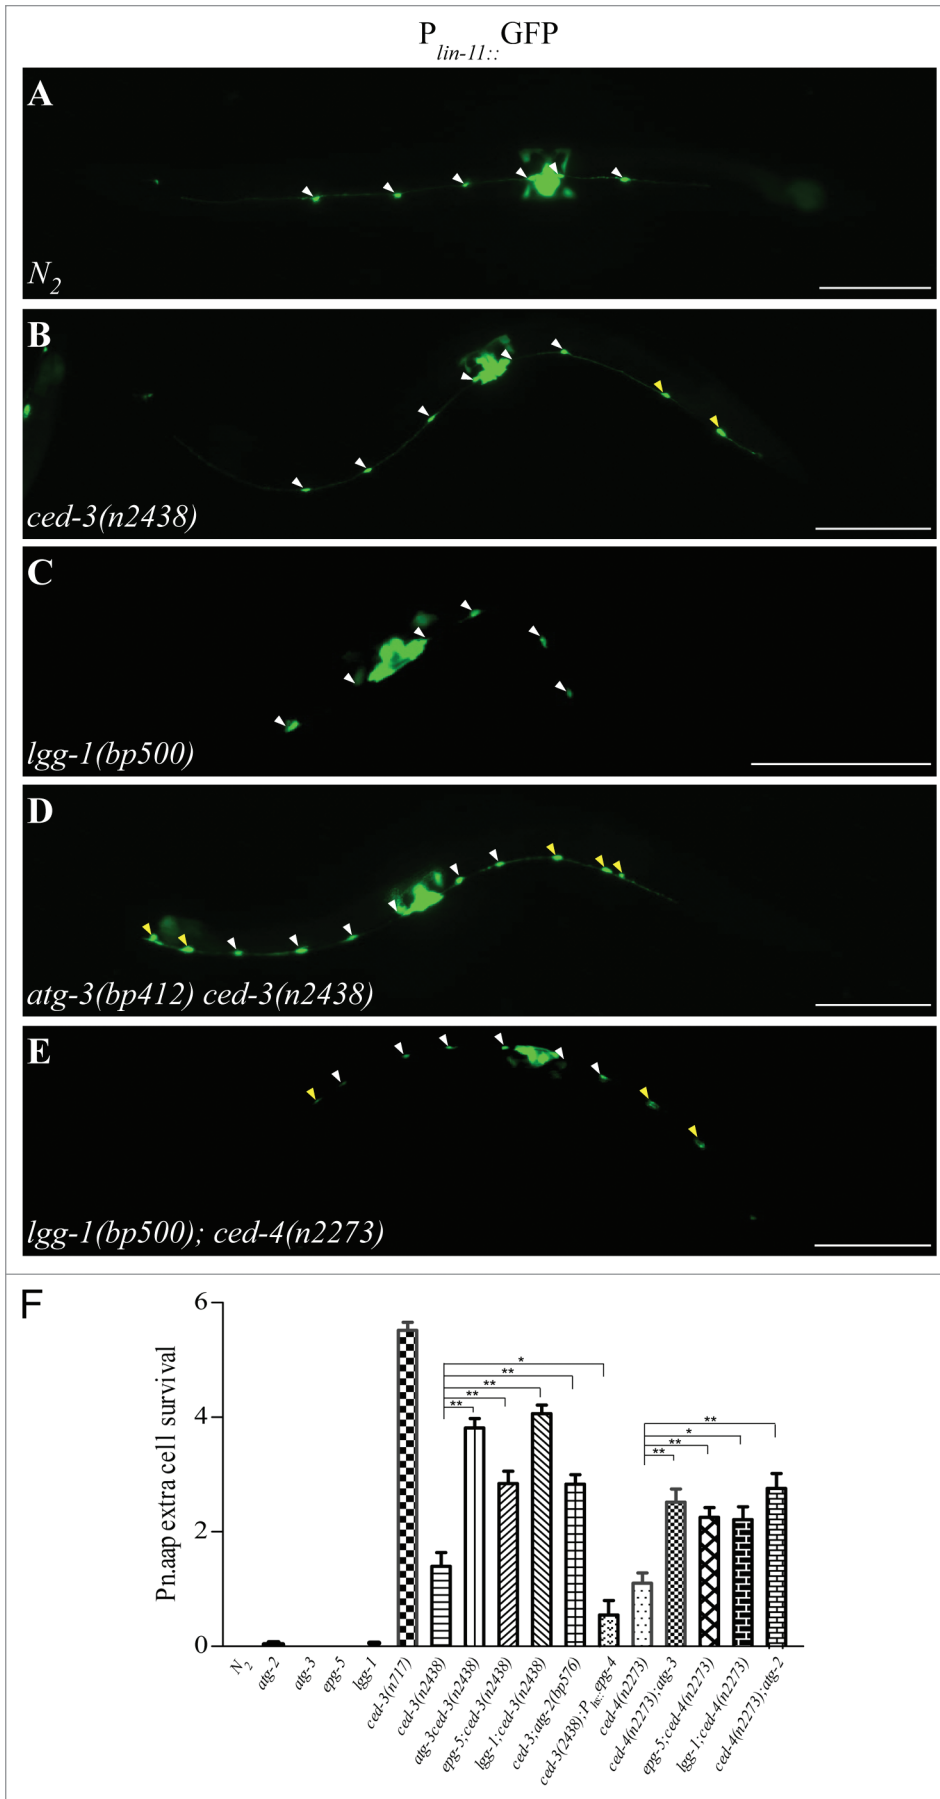 P lin-11:: GFP
A
N2
B
ced-3(n2438)
C
lgg-1(bp500)
D
atg-3(bp412) ced-3(n2438)
E
lgg-1(bp500); ced-4(n2273)
F
Pn.aap extra cell survival
6
4
2
0
*
**
**
**
**
**
*
**
**
N2
atg-2
atg-3
epg-5
lgg-1
ced-3(n717)
ced-3(n2438)
atg-3ced-3(n2438)
epg-5;ced-3(n2438)
lgg-1;ced-3(n2438)
ced-3;atg-2(bp576)
ced-3(2438);Phs::epg-4
ced-4(n2273)
ced-4(n2273);atg-3
epg-5;ced-4(n2273)
lgg-1;ced-4(n2273)
ced-4(n2273);atg-2